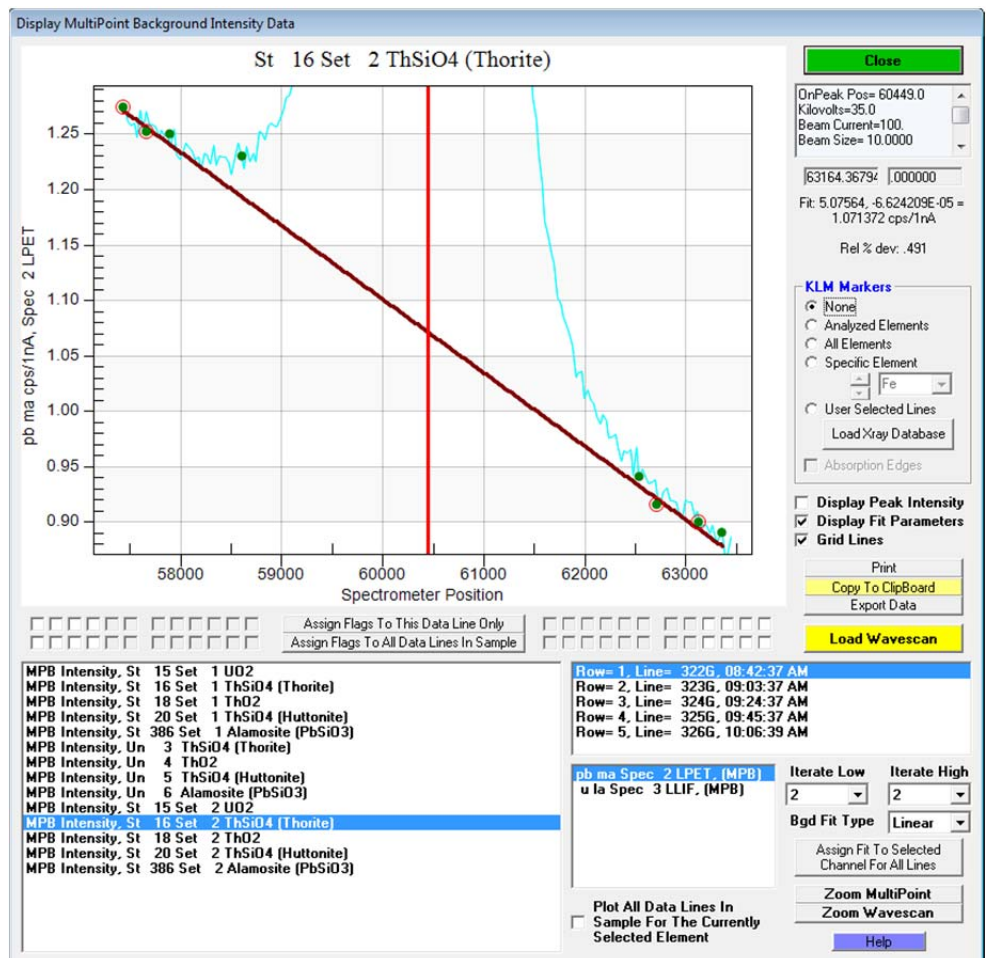 Display MultiPoint Background Intensity Data
St 16 Set 2 ThSiO4 (Thorite)
pb ma cps/1nA, Spec 2 LPET
1.25
1.20
1.15
1.10
1.05
1.00
0.95
0.90
58000 59000 60000 61000 62000 63000
Spectrometer Position
Close
OnPeak Pos= 60449.0
Kilovolts=35.0
Beam Current=100.
Beam Size= 10.0000
63164.3679 .000000
Fit: 5.07564, -6.624209E-05 =
1.071372 cps/1nA
Rel % dev: .491
KLM Markers
None
Analyzed Elements
All Elements
Specific Element
Fe
User Selected Lines
Load Xray Database
Absorption Edges
Display Peak Intensity
Display Fit Parameters
Grid Lines
Print
Copy To ClipBoard
Export Data
Load Wavescan
Assign Flags To This Data Line Only
Assign Flags To All Data Lines In Sample
MPB Intensity, St 15 Set 1 UO2
MPB Intensity, St 16 Set 1 ThSiO4 (Thorite)
MPB Intensity, St 18 Set 1 ThO2
MPB Intensity, St 20 Set 1 ThSiO4 (Huttonite)
MPB Intensity, St 386 Set 1 Alamosite (PbSiO3)
MPB Intensity, Un 3 ThSiO4 (Thorite)
MPB Intensity, Un 4 ThO2
MPB Intensity, Un 5 ThSiO4 (Huttonite)
MPB Intensity, Un 6 Alamosite (PbSiO3)
MPB Intensity, St 15 Set 2 UO2
MPB Intensity, St 16 Set 2 ThSiO4 (Thorite)
MPB Intensity, St 18 Set 2 ThO2
MPB Intensity, St 20 Set 2 ThSiO4 (Huttonite)
MPB Intensity, St 386 Set 2 Alamosite (PbSiO3)
Row= 1, Line= 322G, 08:42:37 AM
Row= 2, Line= 323G, 09:03:37 AM
Row= 3, Line= 324G, 09:24:37 AM
Row= 4, Line= 325G, 09:45:37 AM
Row= 5, Line= 326G, 10:06:39 AM
pb ma Spec 2 LPET, (MPB)
u la Spec 3 LLIF, (MPB)
Iterate Low Iterate High
2 2
Bgd Fit Type Linear
Assign Fit To Selected
Channel For All Lines
Zoom MultiPoint
Zoom Wavescan
Plot All Data Lines In
Sample For The Currently
Selected Element
Help